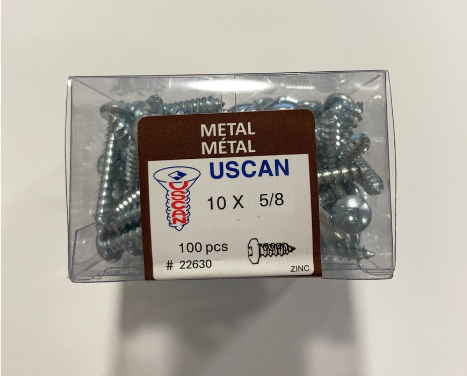 METAL
MÉTAL
USCAN
USCAN
10 X 5/8
100 pcs
# 22630
ZINC